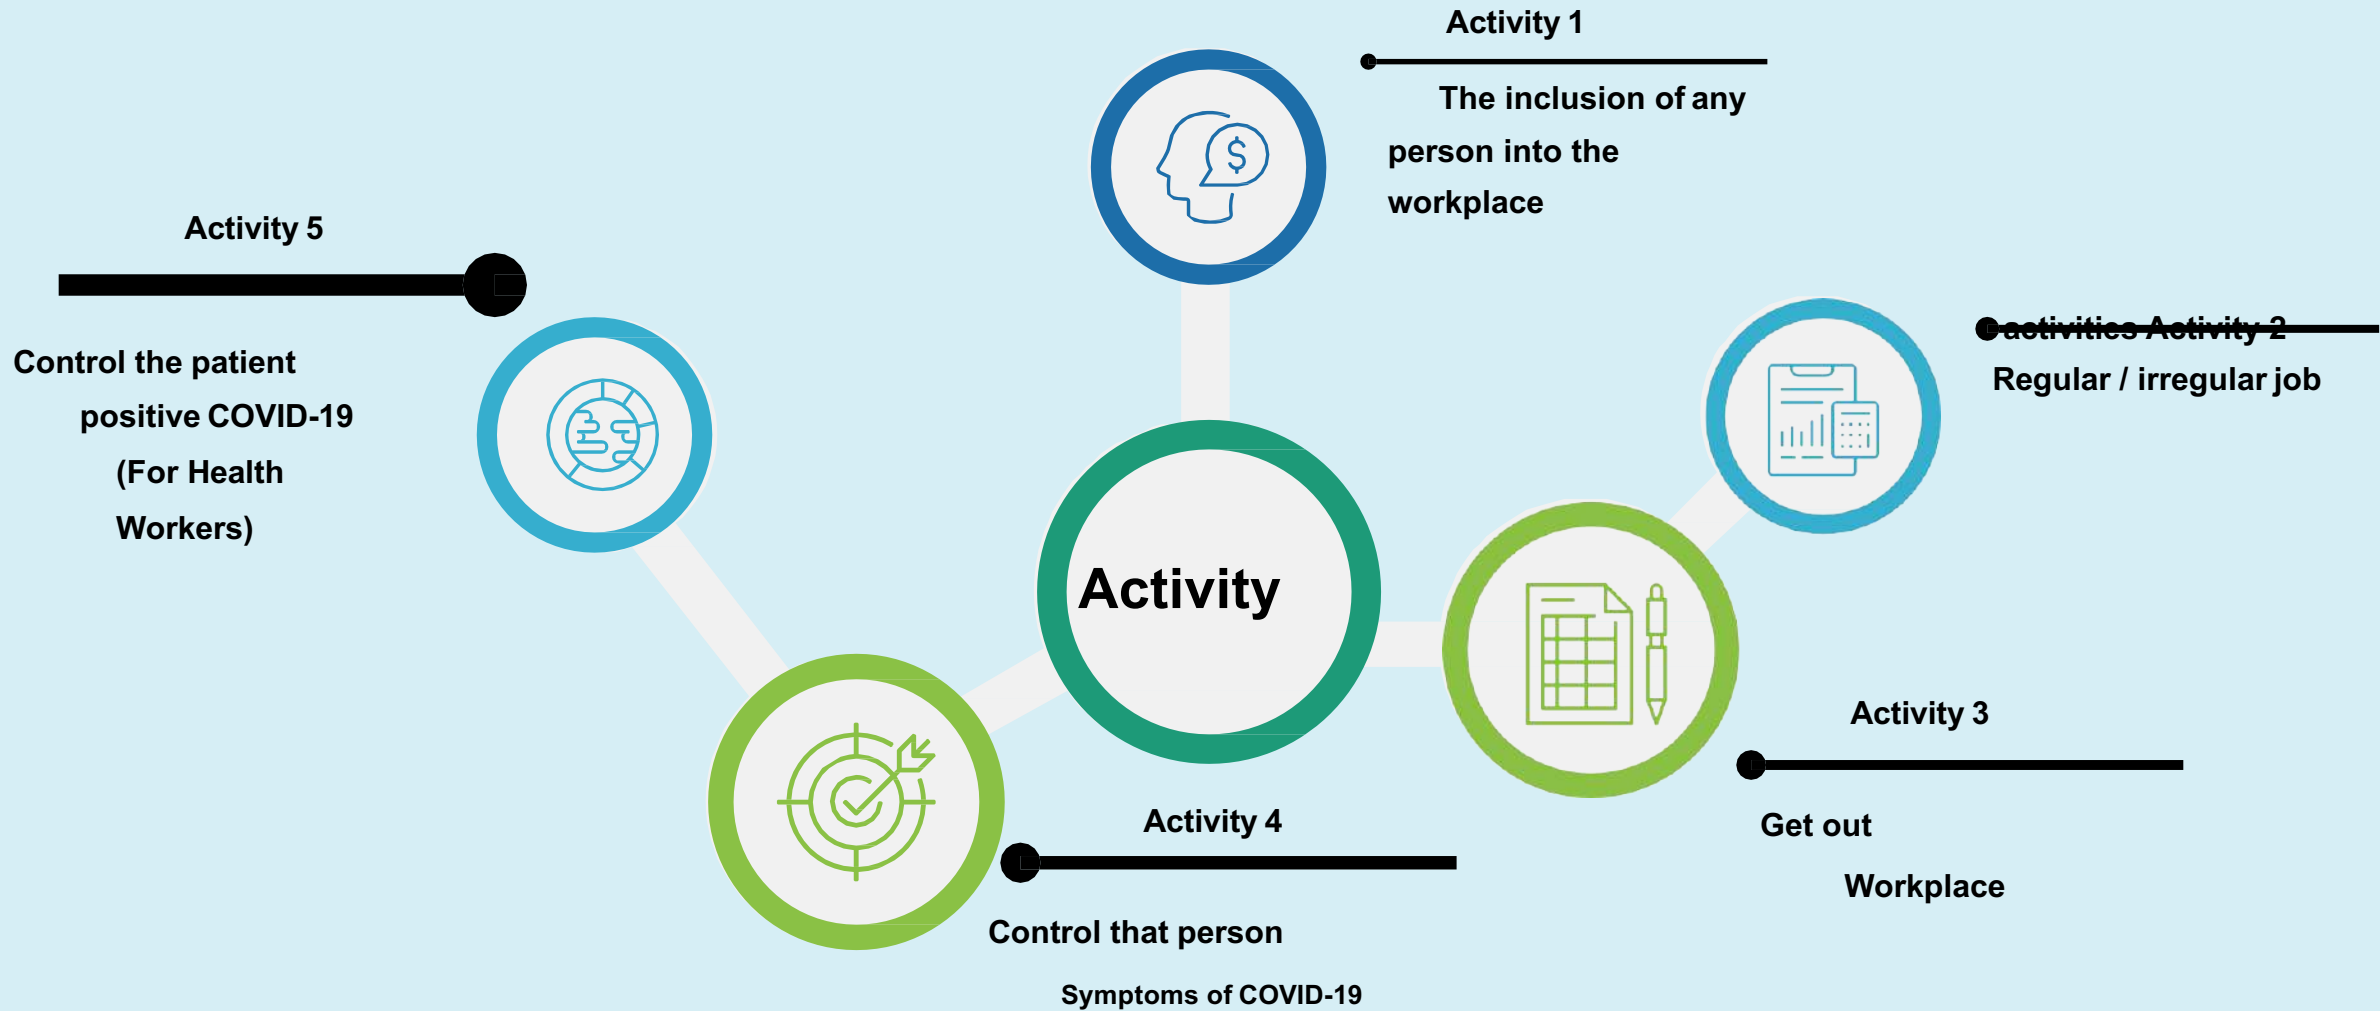 Activity 1
The inclusion of any
person into the
workplace
activities Activity 2
Regular / irregular job
Activity 3
Get out
Workplace
Activity 4
Control that person
Symptoms of COVID-19
Activity 5
Control the patient
positive COVID-19
(For Health
Workers)
Activity
$